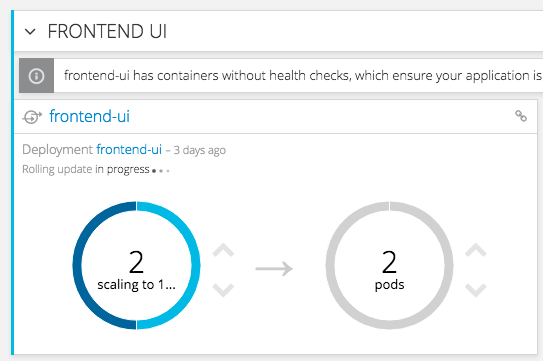 FRONTEND UI
frontend-ui has containers without health checks, which ensure your application is
frontend-ui
Deployment frontend-ui – 3 days ago
Rolling update in progress
2
scaling to 1...
2
pods